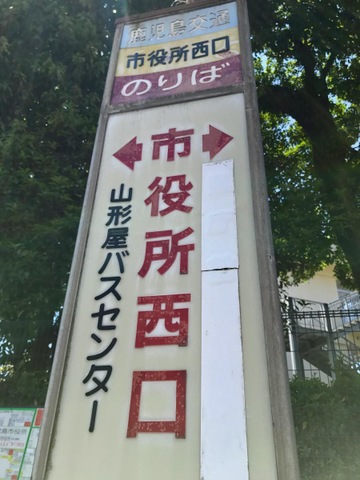 鹿児島交通
市役所西口
のりば
市役所西口
山形屋バスセンター